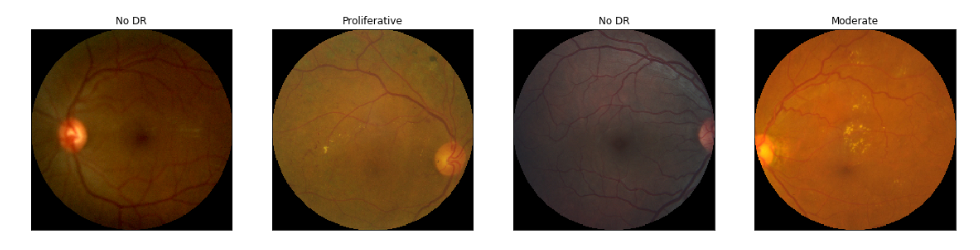 No DR
Proliferative
No DR
Moderate